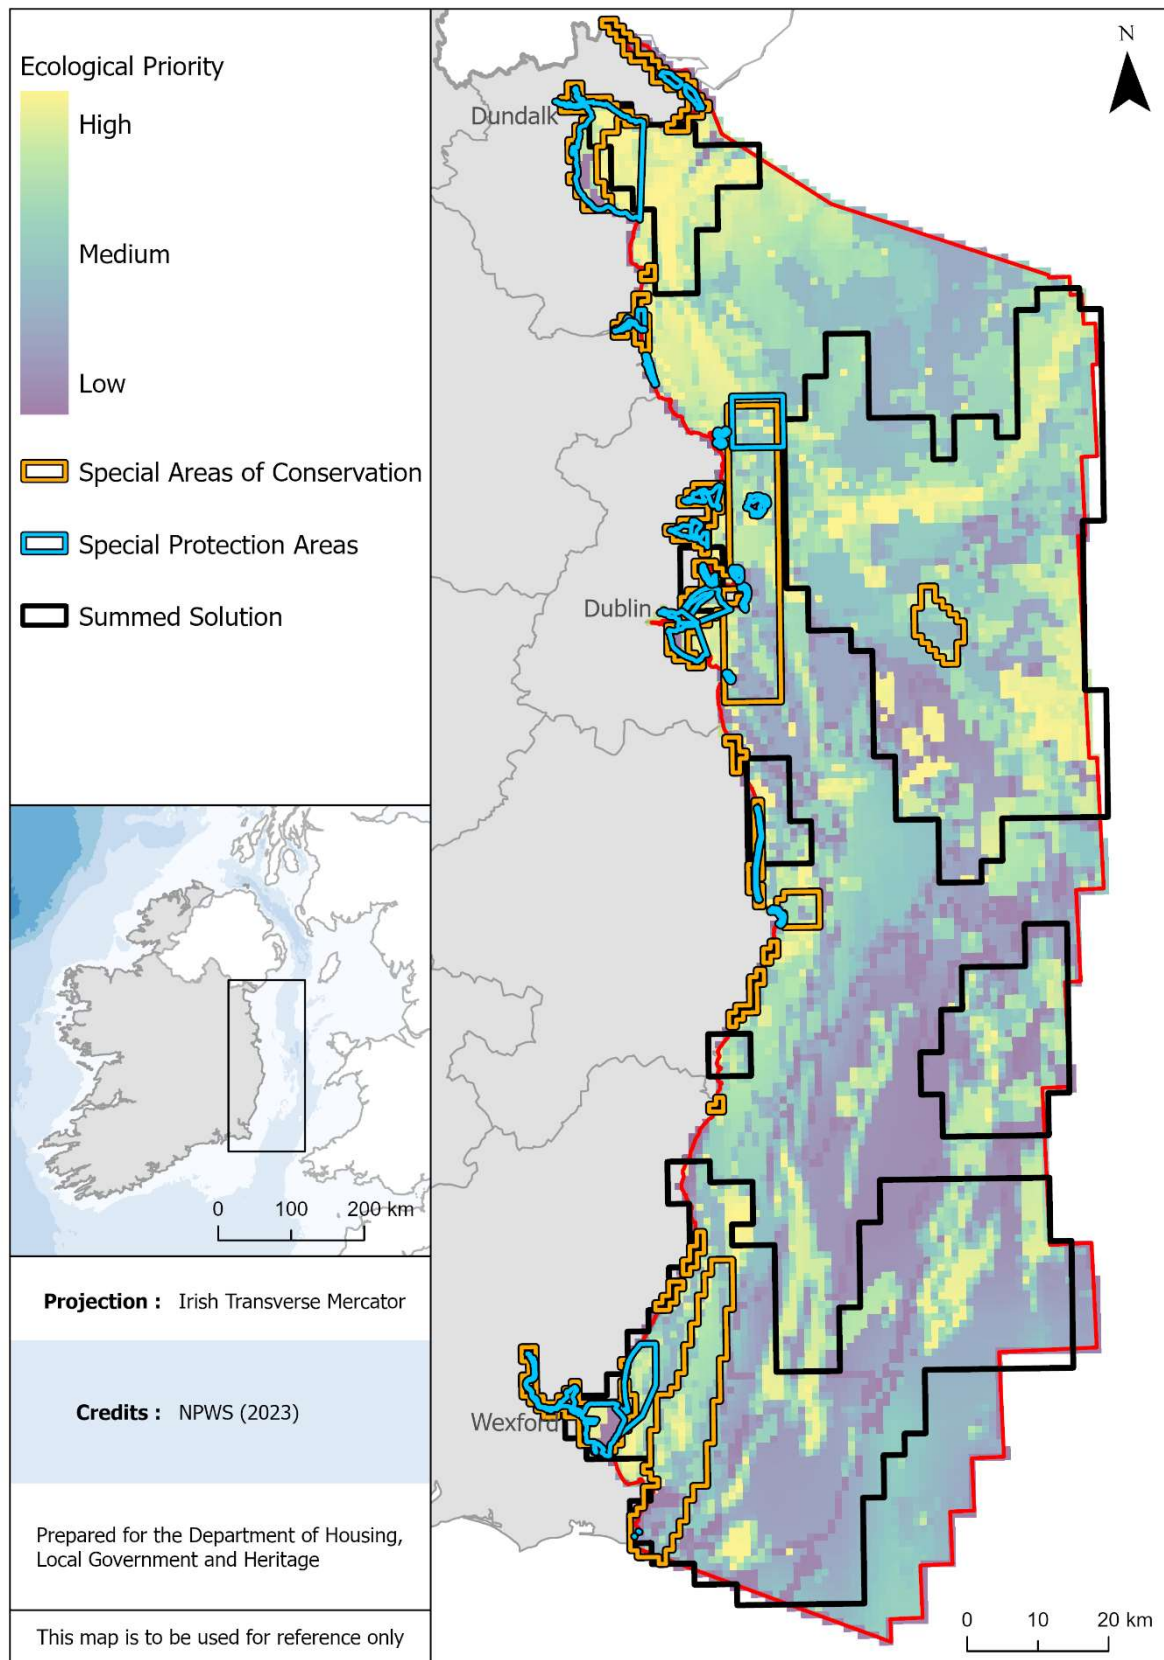 Ecological Priority
High
Medium
Low
Special Areas of Conservation
Special Protection Areas
Summed Solution
0 100 200 km
Projection : Irish Transverse Mercator
Credits : NPWS (2023)
Prepared for the Department of Housing,
Local Government and Heritage
This map is to be used for reference only
N
Dundalk
Dublin
Wexford
0 10 20 km